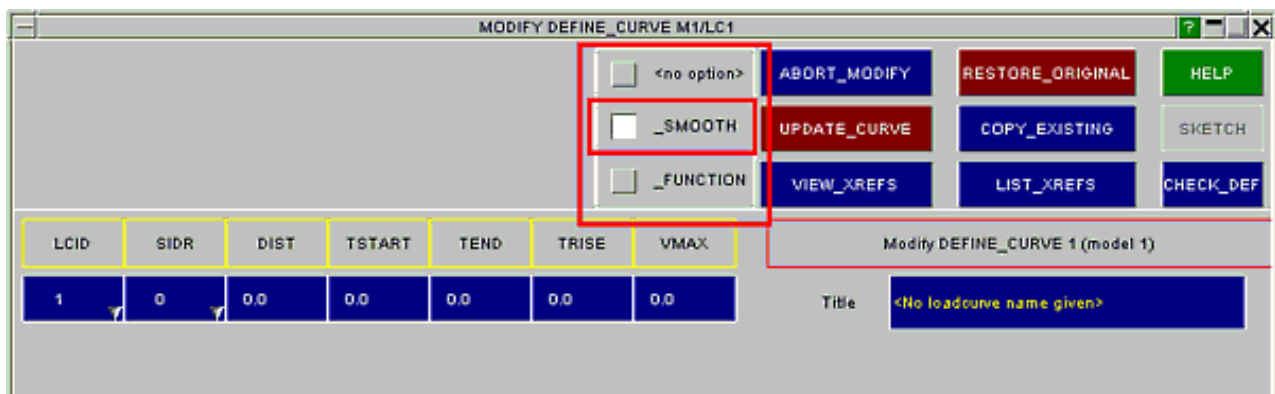 MODIFY DEFINE_CURVE M1/LC1 ?
<no option> ABORT_MODIFY RESTORE_ORIGINAL HELP
_SMOOTH UPDATE_CURVE COPY_EXISTING SKETCH
_FUNCTION VIEW_XREFS LIST_XREFS CHECK_DEF
LCID SIDR DIST TSTART TEND TRISE VMAX Modify DEFINE_CURVE 1 (model 1)
1 0 0.0 0.0 0.0 0.0 0.0 Title <No loadcurve name given>